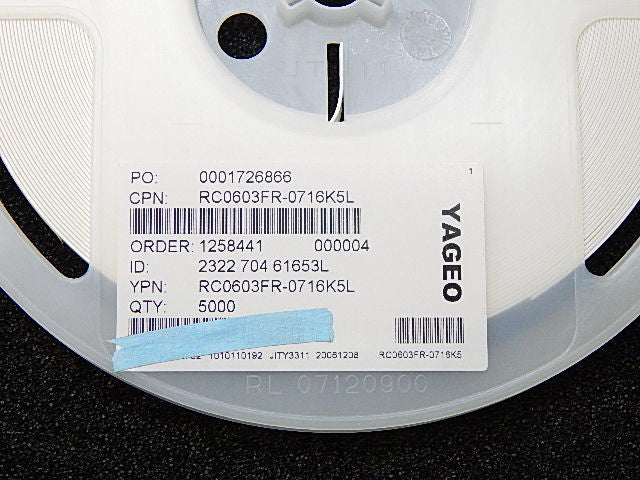 1
PO: 0001726866
CPN: RC0603FR-0716K5L
YAGEO
ORDER: 1258441 000004
ID: 2322 704 61653L
YPN: RC0603FR-0716K5L
QTY: 5000
1010110192 JITY3311 20051208 RC0603FR-0716K5
RL 07120900